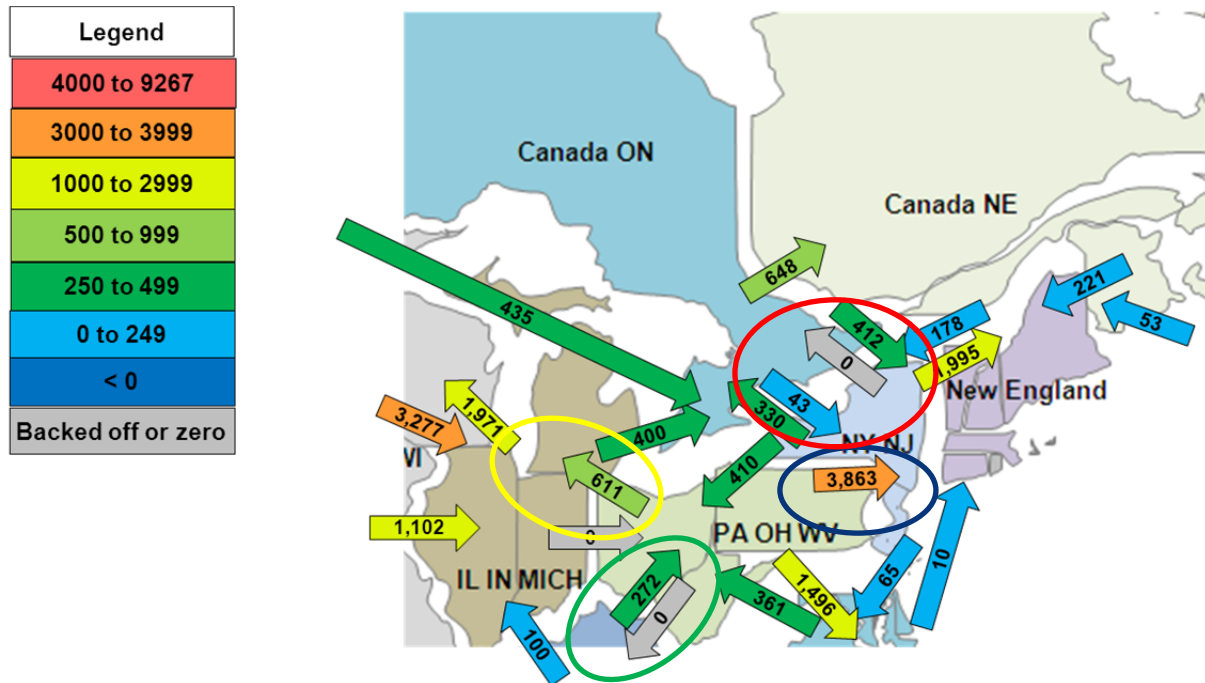 Legend
4000 to 9267
3000 to 3999
1000 to 2999
500 to 999
250 to 499
0 to 249
< 0
Backed off or zero
Canada ON
Canada NE
648
221
53
435
412
178
0
1,995
New England
43
330
NY-NJ
3,277
1,971
400
410
WI
611
3,863
1,102
0
PA OH WV
IL IN MICH
272
0
361
1,496
65
10
100